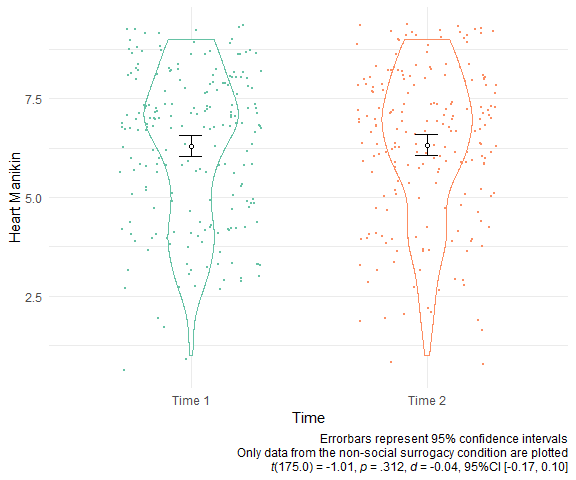 7.5
5.0
2.5
Heart Manikin
Time 1
Time 2
Time
Errorbars represent 95% confidence intervals
Only data from the non-social surrogacy condition are plotted
t(175.0) = -1.01, p = .312, d = -0.04, 95%CI [-0.17, 0.10]